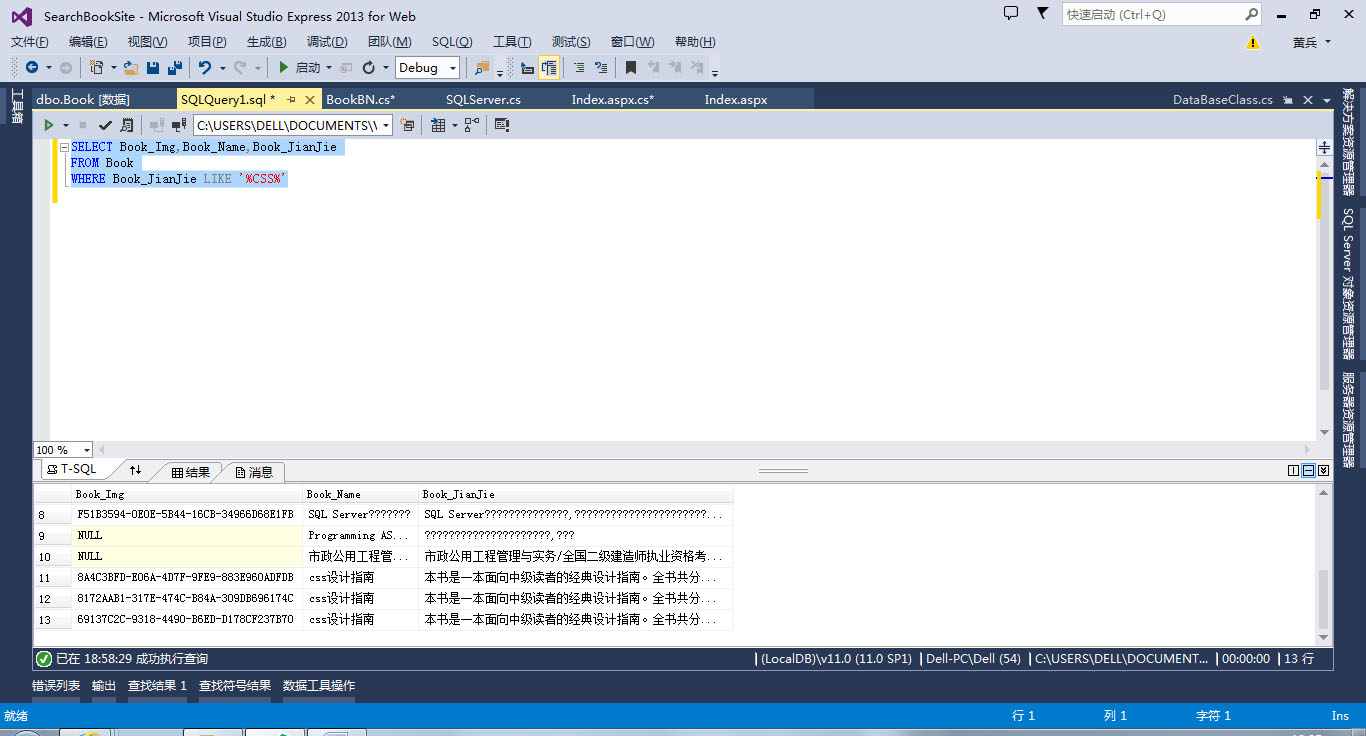 SearchBookSite - Microsoft Visual Studio Express 2013 for Web
快速启动 (Ctrl+Q)
文件(F) 编辑(E) 视图(V) 项目(P) 生成(B) 调试(D) 团队(M) SQL(Q) 工具(T) 测试(S) 窗口(W) 帮助(H) 黄兵
启动 Debug
工具箱
dbo.Book [数据] SQLQuery1.sql * BookBN.cs* SQLServer.cs Index.aspx.cs* Index.aspx DataBaseClass.cs
C:\USERS\DELL\DOCUMENTS\\
SELECT Book_Img,Book_Name,Book_JianJie
FROM Book
WHERE Book_JianJie LIKE '%CSS%'
解决方案资源管理器
SQL Server 对象资源管理器
服务器资源管理器
100 %
T-SQL 结果 消息
Book_Img Book_Name Book_JianJie
8 F51B3594-0E0E-5B44-16CB-34966D68E1FB SQL Server??????? SQL Server??????????????,??????????????????????...
9 NULL Programming AS... ?????????????????????,???
10 NULL 市政公用工程管... 市政公用工程管理与实务/全国二级建造师执业资格考...
11 8A4C3BFD-E06A-4D7F-9FE9-883E960ADFDB css设计指南 本书是一本面向中级读者的经典设计指南。全书共分...
12 8172AAB1-317E-474C-B84A-309DB696174C css设计指南 本书是一本面向中级读者的经典设计指南。全书共分...
13 69137C2C-9318-4490-B6ED-D178CF237B70 css设计指南 本书是一本面向中级读者的经典设计指南。全书共分...
已在 18:58:29 成功执行查询 (LocalDB)\v11.0 (11.0 SP1) Dell-PC\Dell (54) C:\USERS\DELL\DOCUMENT... 00:00:00 13 行
错误列表 输出 查找结果 1 查找符号结果 数据工具操作
就绪 行 1 列 1 字符 1 Ins